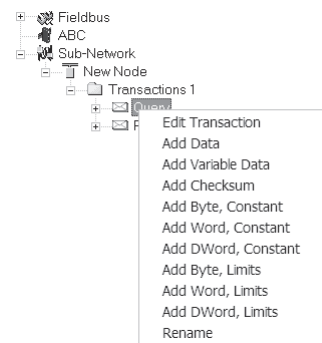 Fieldbus
ABC
Sub-Network
New Node
Transactions 1
Query
Edit Transaction
Add Data
Add Variable Data
Add Checksum
Add Byte, Constant
Add Word, Constant
Add DWord, Constant
Add Byte, Limits
Add Word, Limits
Add DWord, Limits
Rename